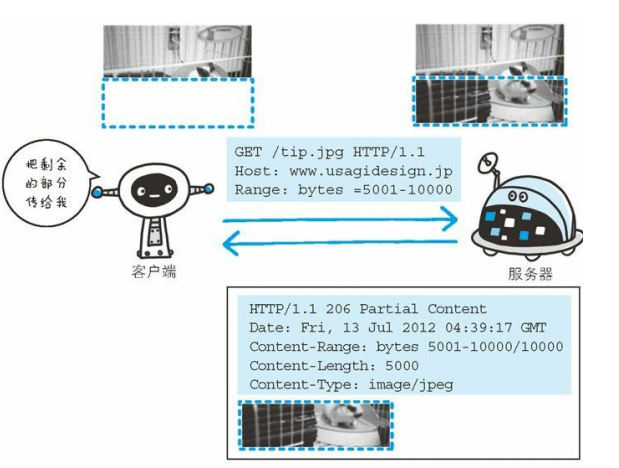 GET /tip.jpg HTTP/1.1
Host: www.usagidesign.jp
Range: bytes =5001-10000
把剩余
的部分
传给我
客户端
服务器
HTTP/1.1 206 Partial Content
Date: Fri, 13 Jul 2012 04:39:17 GMT
Content-Range: bytes 5001-10000/10000
Content-Length: 5000
Content-Type: image/jpeg